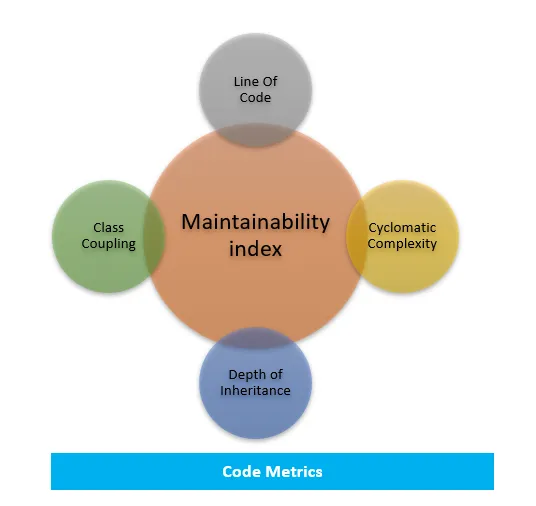 Line Of
Code
Class
Coupling
Maintainability
index
Cyclomatic
Complexity
Depth of
Inheritance
Code Metrics